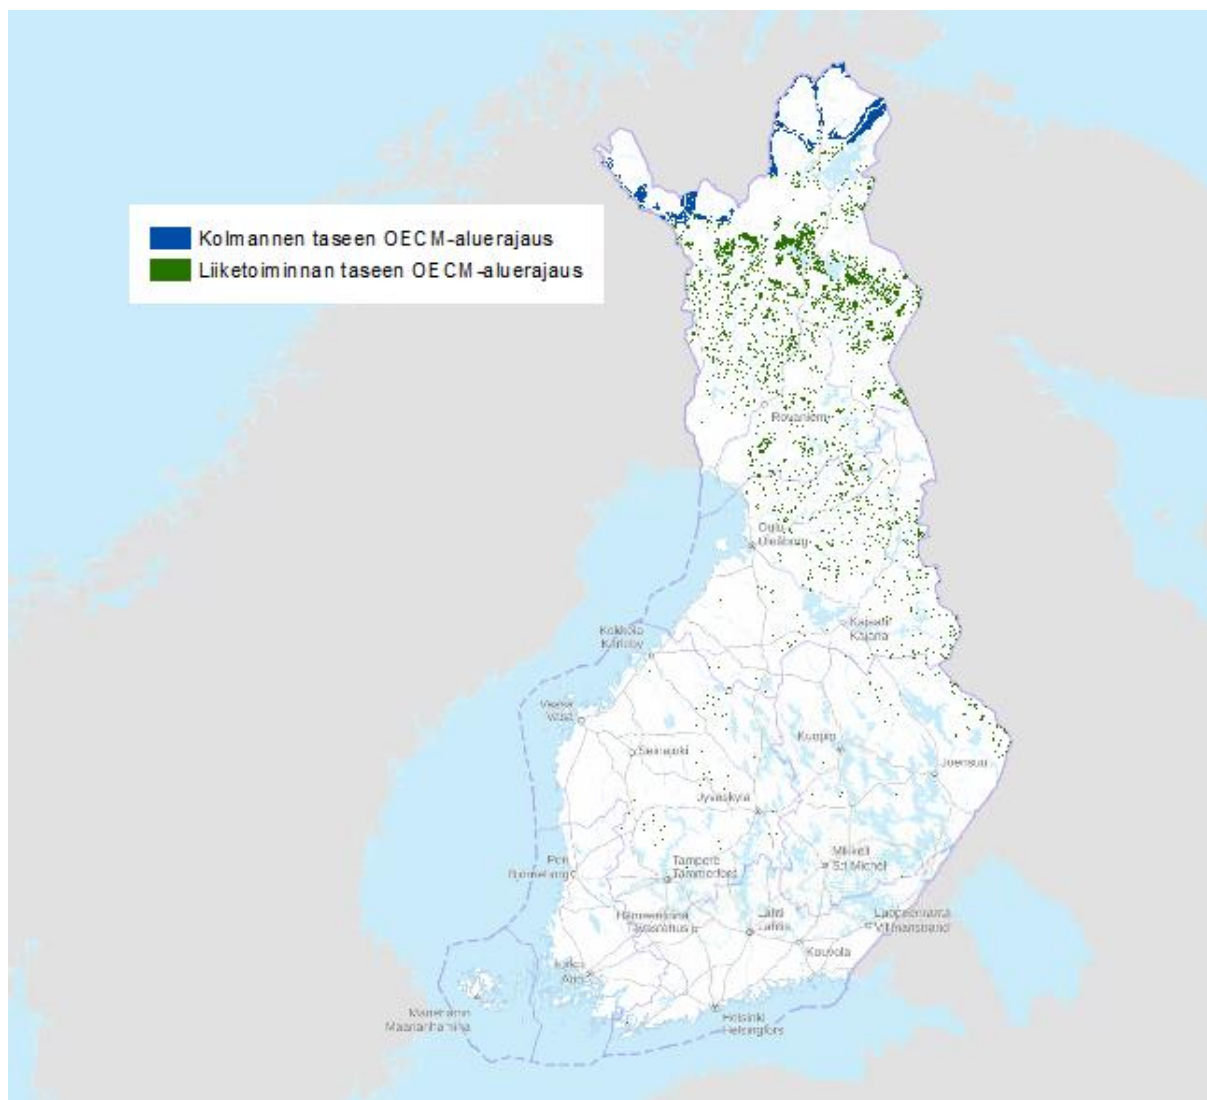 Kolmannen taseen OECM-aluerajaus
Liiketoiminnan taseen OECM-aluerajaus
Rovaniemi
Oulu
Uleåborg
Kajaani
Kajana
Kokkola
Karleby
Vaasa
Vasa
Seinäjoki
Kuopio
Joensuu
Jyväskylä
Mikkeli
S:t Michel
Pori
Björneborg
Tampere
Tammerfors
Hämeenlinna
Tavastehus
Lahti
Lahtis
Lappeenranta
Villmanstrand
Kouvola
Turku
Åbo
Mariehamn
Maarianhamina
Helsinki
Helsingfors